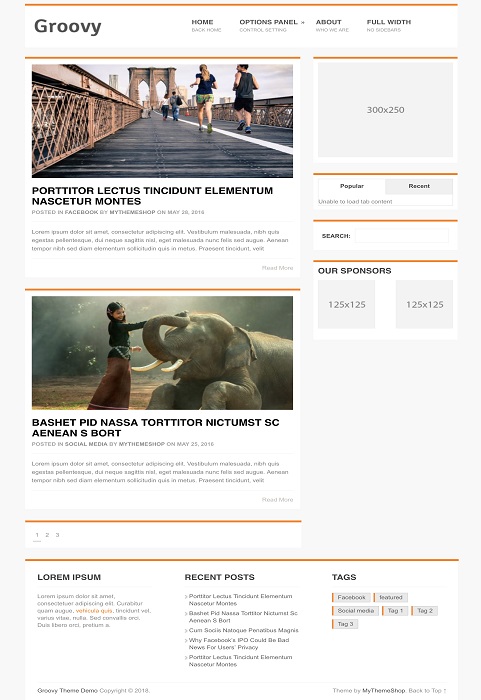 Groovy
HOME
BACK HOME
OPTIONS PANEL »
CONTROL SETTING
ABOUT
WHO WE ARE
FULL WIDTH
NO SIDEBARS
PORTTITOR LECTUS TINCIDUNT ELEMENTUM
NASCETUR MONTES
POSTED IN FACEBOOK BY MYTHEMESHOP ON MAY 28, 2016
Lorem ipsum dolor sit amet, consectetur adipiscing elit. Vestibulum malesuada, nibh quis
egestas pellentesque, dui neque sagittis nisl, eget malesuada nunc felis sed augue. Aenean
tempor nibh sed diam elementum sollicitudin quis in metus. Praesent tincidunt, velit
Read More
BASHET PID NASSA TORTTITOR NICTUMST SC
AENEAN S BORT
POSTED IN SOCIAL MEDIA BY MYTHEMESHOP ON MAY 25, 2016
Lorem ipsum dolor sit amet, consectetur adipiscing elit. Vestibulum malesuada, nibh quis
egestas pellentesque, dui neque sagittis nisl, eget malesuada nunc felis sed augue. Aenean
tempor nibh sed diam elementum sollicitudin quis in metus. Praesent tincidunt, velit
Read More
1 2 3
300x250
Popular Recent
Unable to load tab content
SEARCH:
OUR SPONSORS
125x125 125x125
LOREM IPSUM
Lorem ipsum dolor sit amet,
consectetuer adipiscing elit. Curabitur
quam augue, vehicula quis, tincidunt vel,
varius vitae, nulla. Sed convallis orci.
Duis libero orci, pretium a.
RECENT POSTS
Porttitor Lectus Tincidunt Elementum
Nascetur Montes
Bashet Pid Nassa Torttitor Nictumst Sc
Aenean S Bort
Cum Sociis Natoque Penatibus Magnis
Why Facebook's IPO Could Be Bad
News For Users' Privacy
Porttitor Lectus Tincidunt Elementum
Nascetur Montes
TAGS
Facebook featured
Social media Tag 1 Tag 2
Tag 3
Groovy Theme Demo Copyright © 2018.
Theme by MyThemeShop. Back to Top ↑